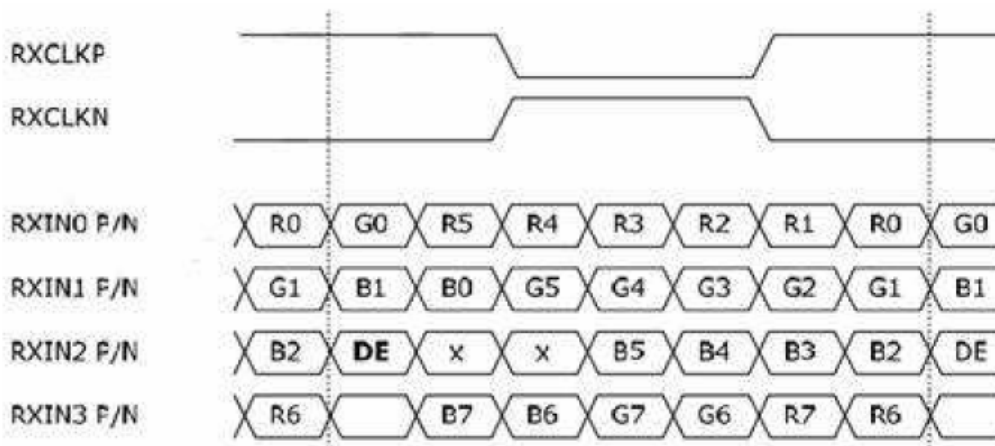 RXCLKP
RXCLKN
RXIN0 P/N R0 G0 R5 R4 R3 R2 R1 R0 G0
RXIN1 P/N G1 B1 B0 G5 G4 G3 G2 G1 B1
RXIN2 P/N B2 DE x x B5 B4 B3 B2 DE
RXIN3 P/N R6 B7 B6 G7 G6 R7 R6